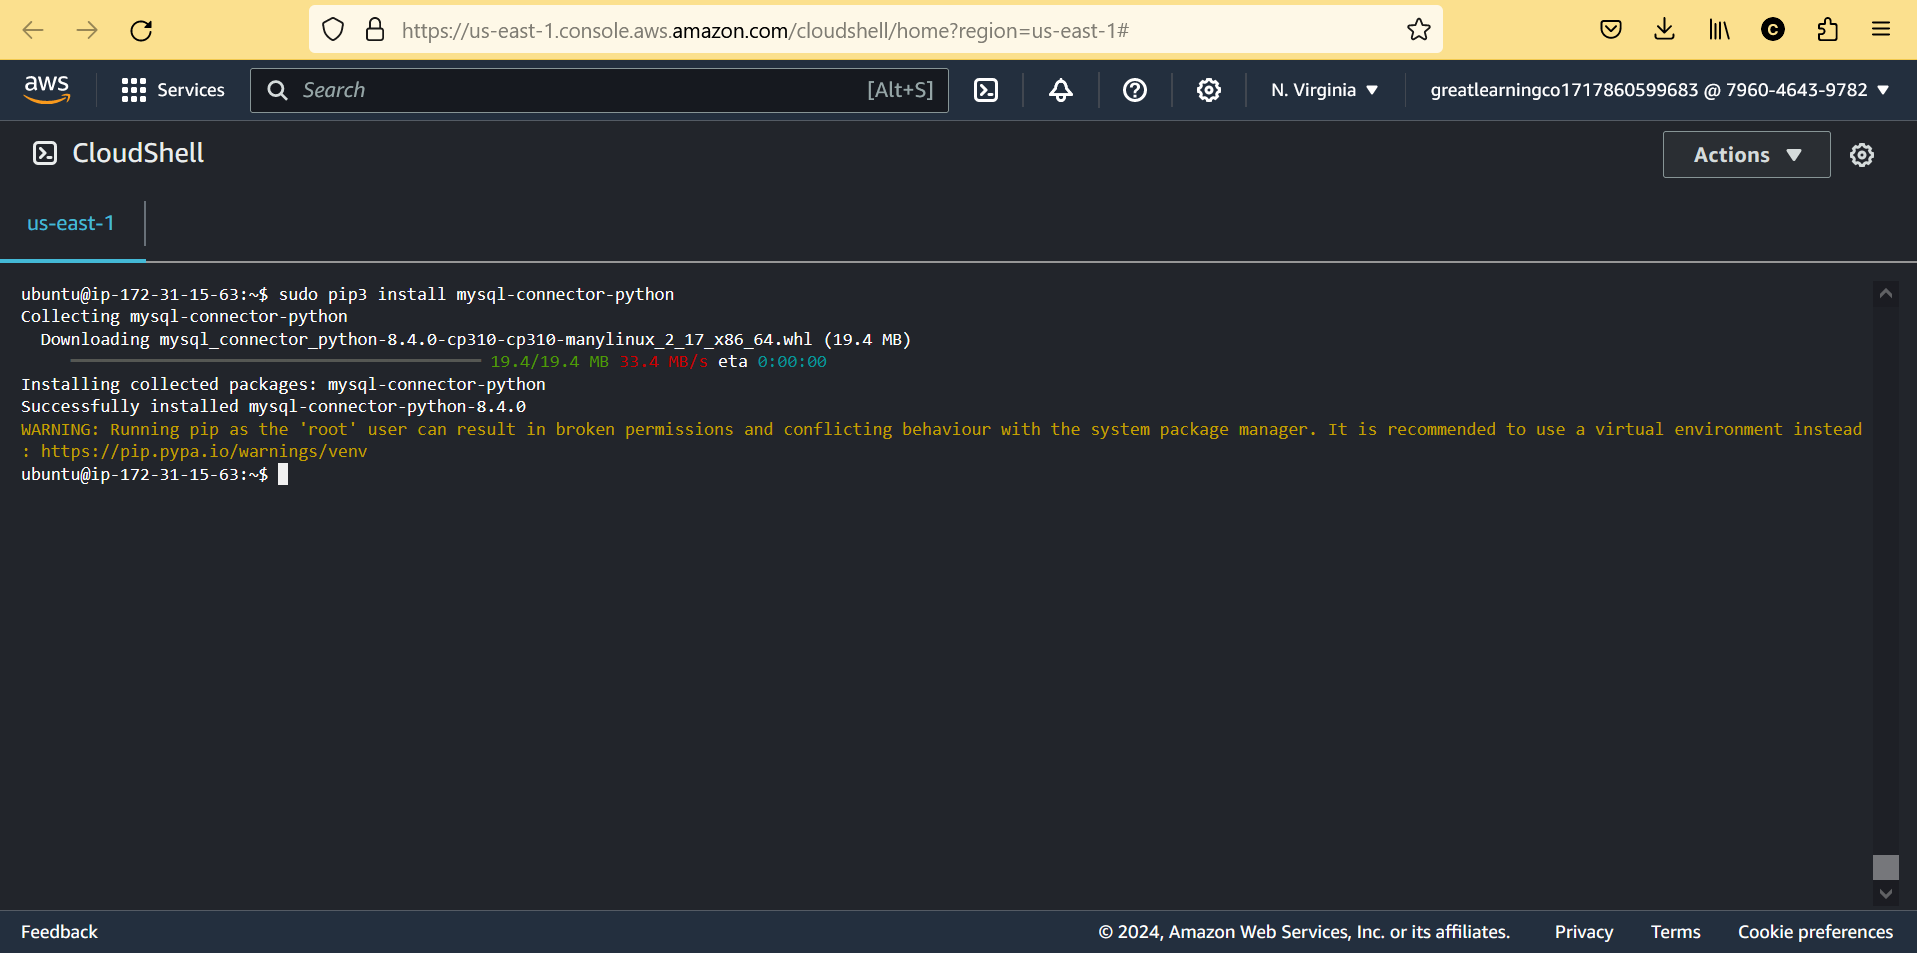 https://us-east-1.console.aws.amazon.com/cloudshell/home?region=us-east-1#
C
aws
Services
Search
[Alt+S]
N. Virginia
greatlearningco1717860599683 @ 7960-4643-9782
CloudShell
Actions
us-east-1
ubuntu@ip-172-31-15-63:~$ sudo pip3 install mysql-connector-python
Collecting mysql-connector-python
Downloading mysql_connector_python-8.4.0-cp310-cp310-manylinux_2_17_x86_64.whl (19.4 MB)
19.4/19.4 MB 33.4 MB/s eta 0:00:00
Installing collected packages: mysql-connector-python
Successfully installed mysql-connector-python-8.4.0
WARNING: Running pip as the 'root' user can result in broken permissions and conflicting behaviour with the system package manager. It is recommended to use a virtual environment instead
: https://pip.pypa.io/warnings/venv
ubuntu@ip-172-31-15-63:~$
Feedback
© 2024, Amazon Web Services, Inc. or its affiliates.
Privacy
Terms
Cookie preferences